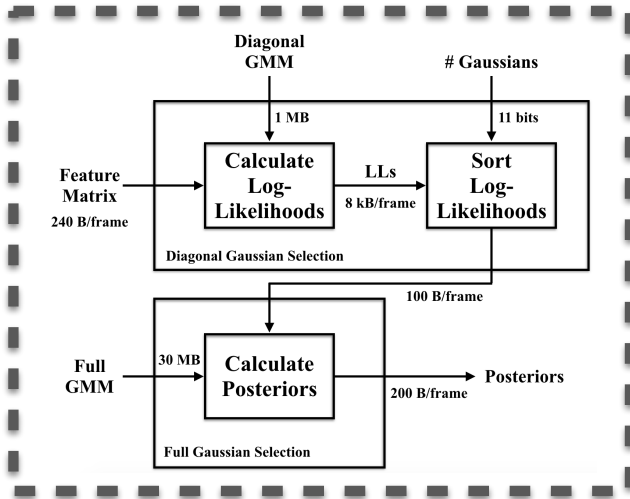 Diagonal
GMM
# Gaussians
1 MB
11 bits
Feature
Matrix
240 B/frame
Calculate
Log-
Likelihoods
LLs
8 kB/frame
Sort
Log-
Likelihoods
Diagonal Gaussian Selection
100 B/frame
Full
GMM
30 MB
Calculate
Posteriors
200 B/frame
Posteriors
Full Gaussian Selection